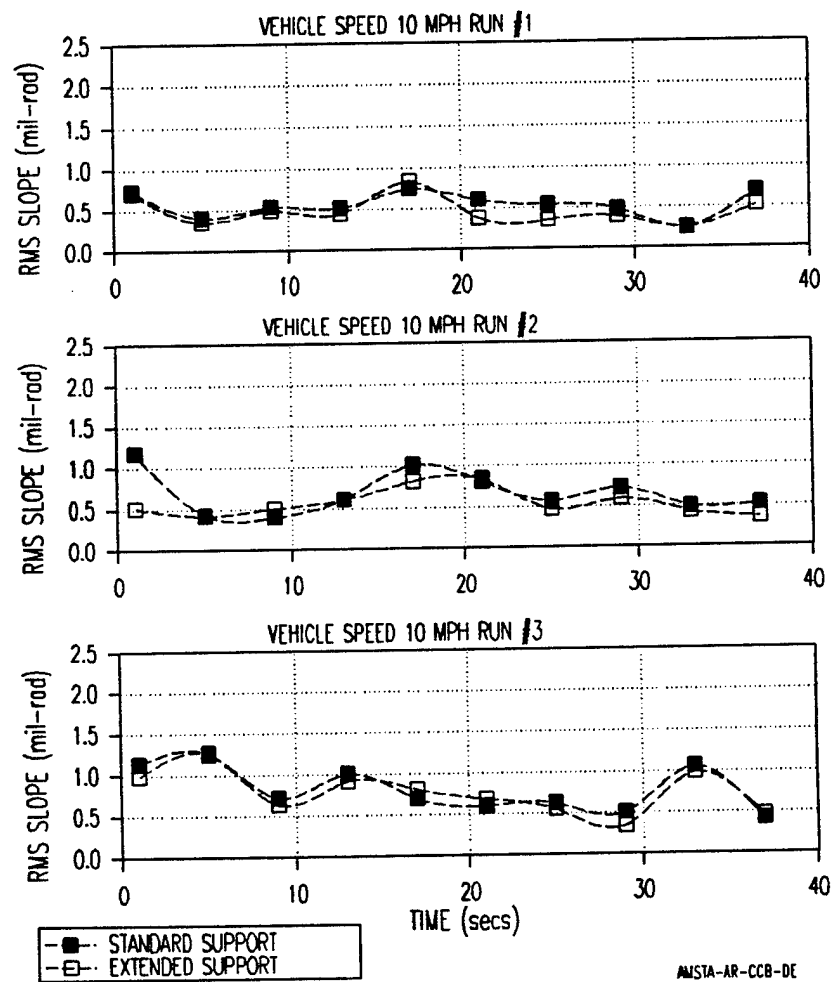 VEHICLE SPEED 10 MPH RUN #1
RMS SLOPE (mil-rad)
2.5
2.0
1.5
1.0
0.5
0.0
0 10 20 30 40
VEHICLE SPEED 10 MPH RUN #2
RMS SLOPE (mil-rad)
2.5
2.0
1.5
1.0
0.5
0.0
0 10 20 30 40
VEHICLE SPEED 10 MPH RUN #3
RMS SLOPE (mil-rad)
2.5
2.0
1.5
1.0
0.5
0.0
0 10 20 30 40
TIME (secs)
STANDARD SUPPORT
EXTENDED SUPPORT
AMSTA-AR-CCB-DE